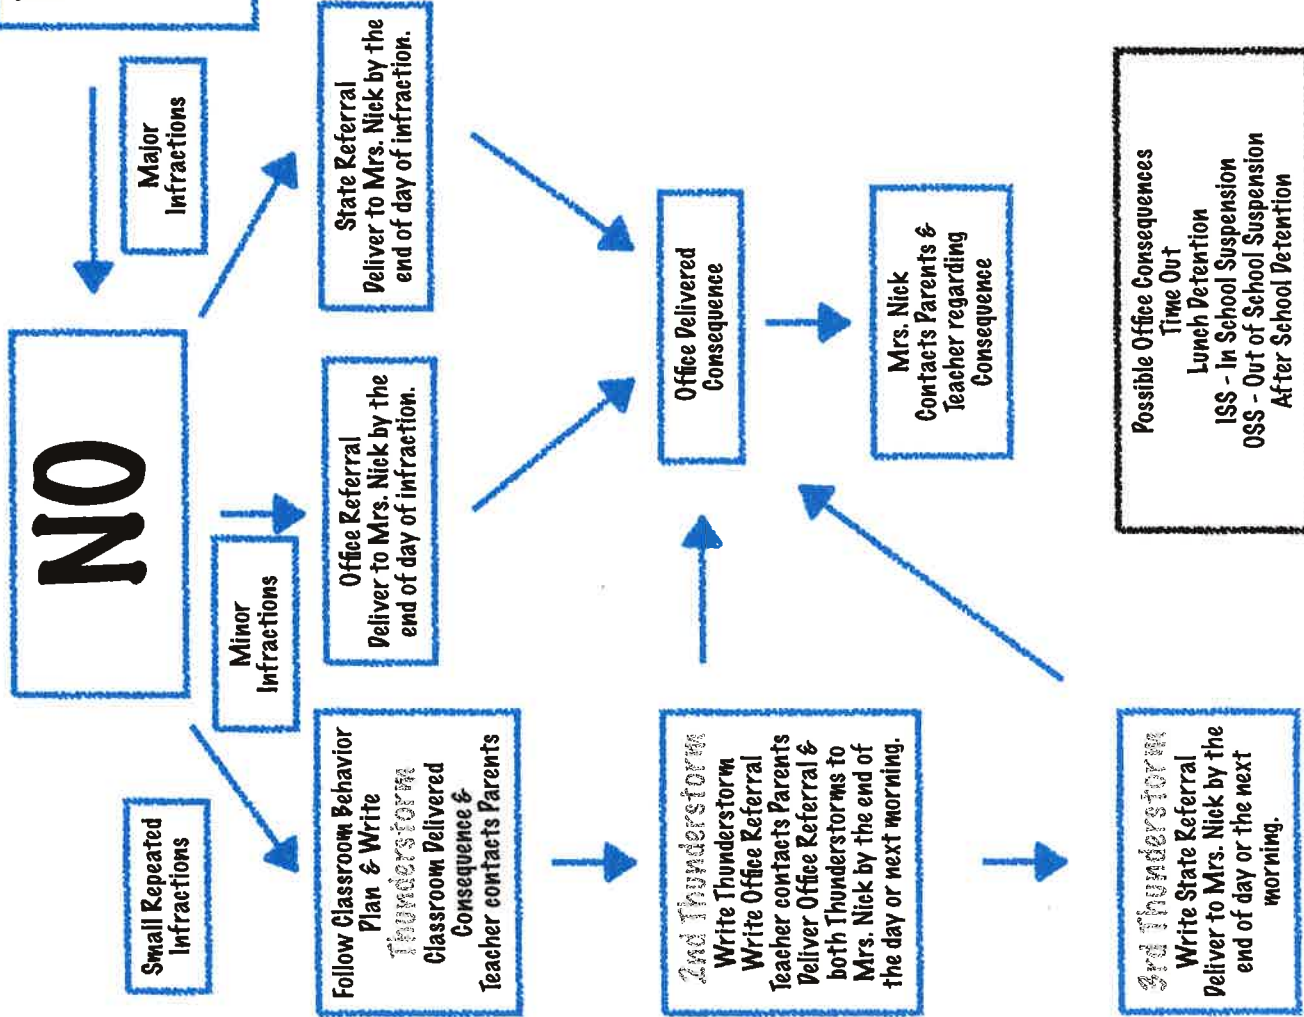 NO
Small Repeated
Infractions
Minor
Infractions
Major
Infractions
Follow Classroom Behavior
Plan & Write
Thunderstorm
Classroom Delivered
Consequence &
Teacher contacts Parents
Office Referral
Deliver to Mrs. Nick by the
end of day of infraction.
State Referral
Deliver to Mrs. Nick by the
end of day of infraction.
2nd Thunderstorm
Write Thunderstorm
Write Office Referral
Teacher contacts Parents
Deliver Office Referral &
both Thunderstorms to
Mrs. Nick by the end of
the day or next morning.
Office Delivered
Consequence
Mrs. Nick
Contacts Parents &
Teacher regarding
Consequence
3rd Thunderstorm
Write State Referral
Deliver to Mrs. Nick by the
end of day or the next
morning.
Possible Office Consequences
Time Out
Lunch Detention
ISS - In School Suspension
OSS - Out of School Suspension
After School Detention